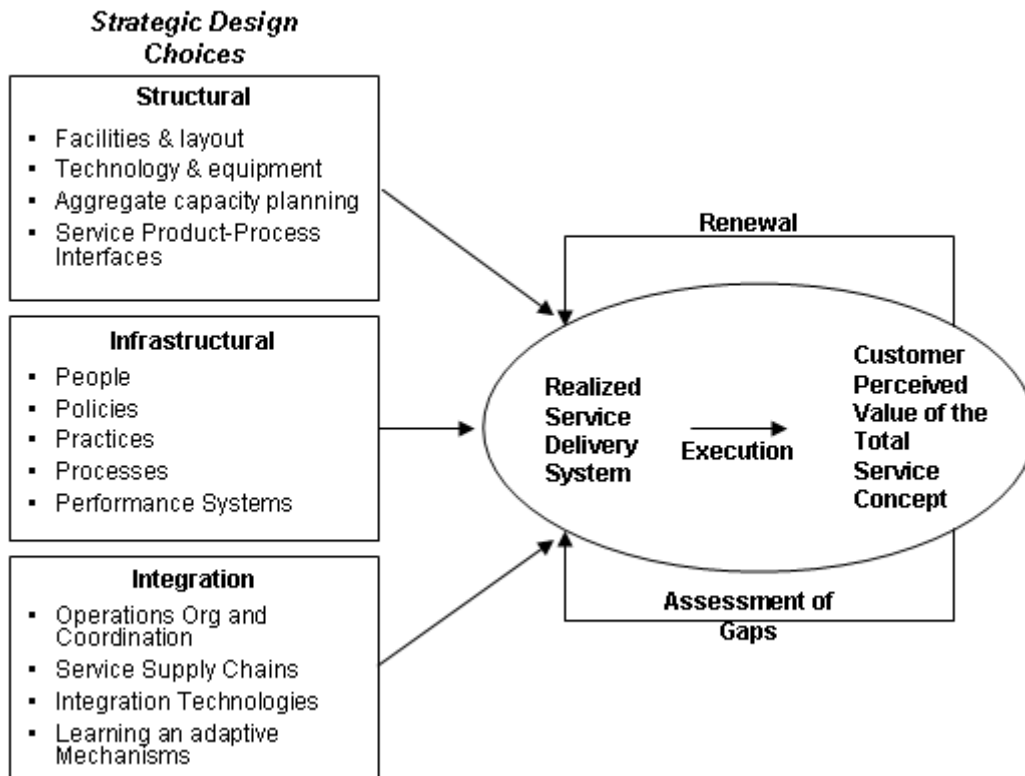 Strategic Design
Choices
Structural
▪ Facilities & layout
▪ Technology & equipment
▪ Aggregate capacity planning
▪ Service Product-Process
Interfaces
Infrastructural
▪ People
▪ Policies
▪ Practices
▪ Processes
▪ Performance Systems
Integration
▪ Operations Org and
Coordination
▪ Service Supply Chains
▪ Integration Technologies
▪ Learning an adaptive
Mechanisms
Renewal
Realized
Service
Delivery
System
Execution
Customer
Perceived
Value of the
Total
Service
Concept
Assessment of
Gaps